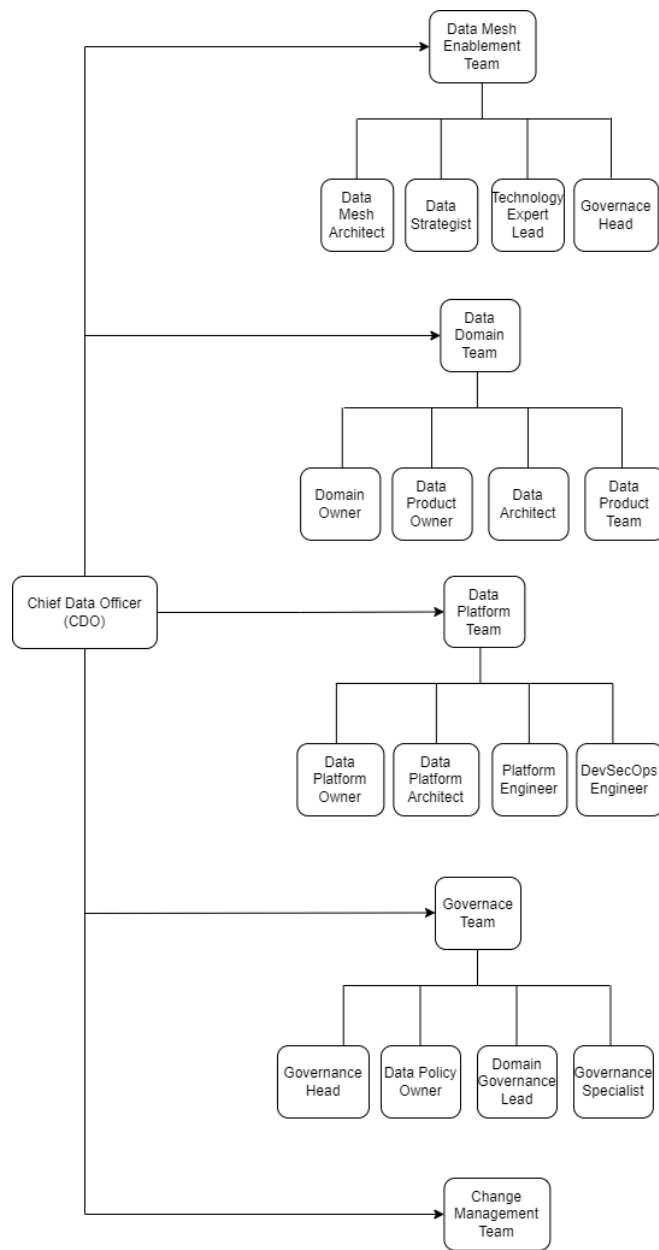 Data Mesh
Enablement
Team
Data
Mesh
Architect
Data
Strategist
Technology
Expert
Lead
Governace
Head
Data
Domain
Team
Domain
Owner
Data
Product
Owner
Data
Architect
Data
Product
Team
Chief Data Officer
(CDO)
Data
Platform
Team
Data
Platform
Owner
Data
Platform
Architect
Platform
Engineer
DevSecOps
Engineer
Governace
Team
Governance
Head
Data Policy
Owner
Domain
Governance
Lead
Governance
Specialist
Change
Management
Team